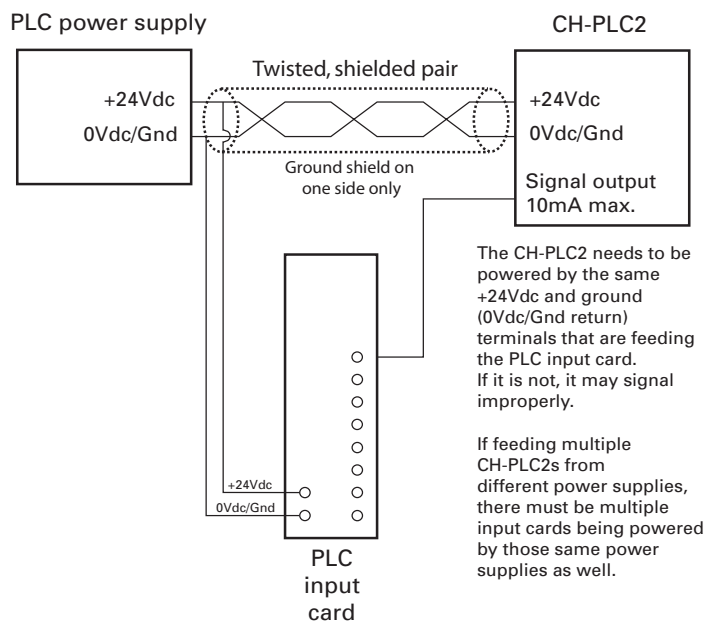 PLC power supply
CH-PLC2
Twisted, shielded pair
+24Vdc
0Vdc/Gnd
+24Vdc
0Vdc/Gnd
Ground shield on
one side only
Signal output
10mA max.
The CH-PLC2 needs to be
powered by the same
+24Vdc and ground
(0Vdc/Gnd return)
terminals that are feeding
the PLC input card.
If it is not, it may signal
improperly.
If feeding multiple
CH-PLC2s from
different power supplies,
there must be multiple
input cards being powered
by those same power
supplies as well.
+24Vdc
0Vdc/Gnd
PLC
input
card